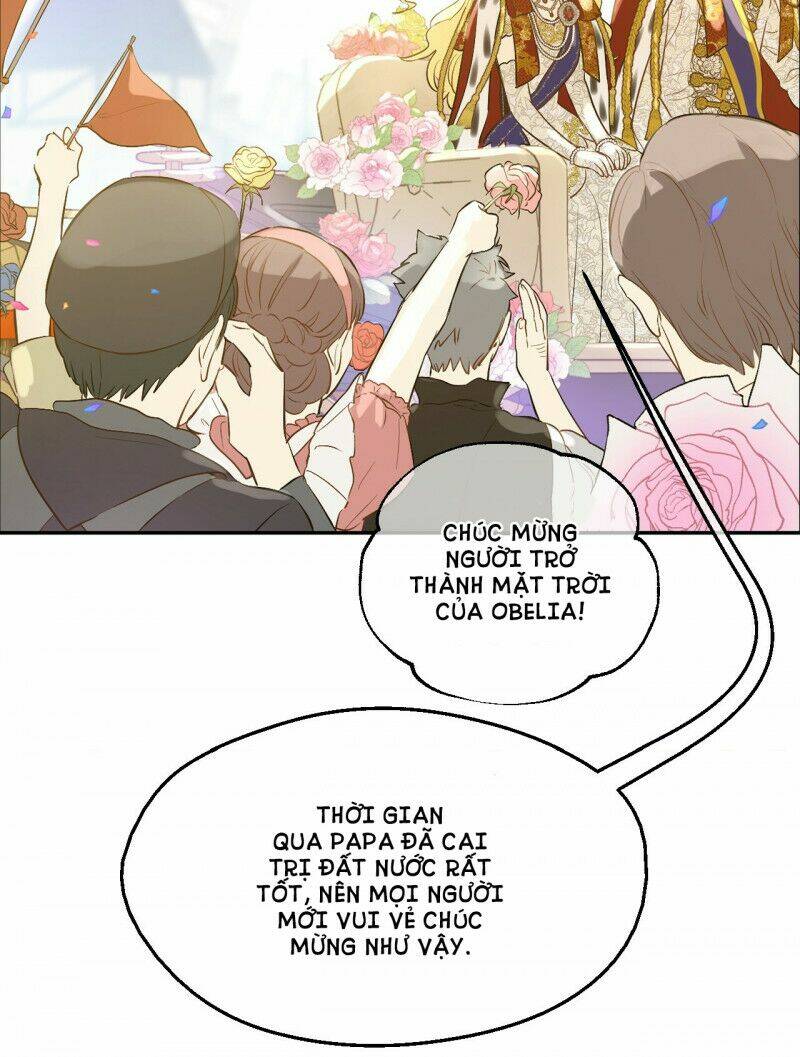 CHÚC MỪNG
NGƯỜI TRỞ
THÀNH MẶT TRỜI
CỦA OBELIA!
THỜI GIAN
QUA PAPA ĐÃ CAI
TRỊ ĐẤT NƯỚC RẤT
TỐT, NÊN MỌI NGƯỜI
MỚI VUI VẺ CHÚC
MỪNG NHƯ VẬY.